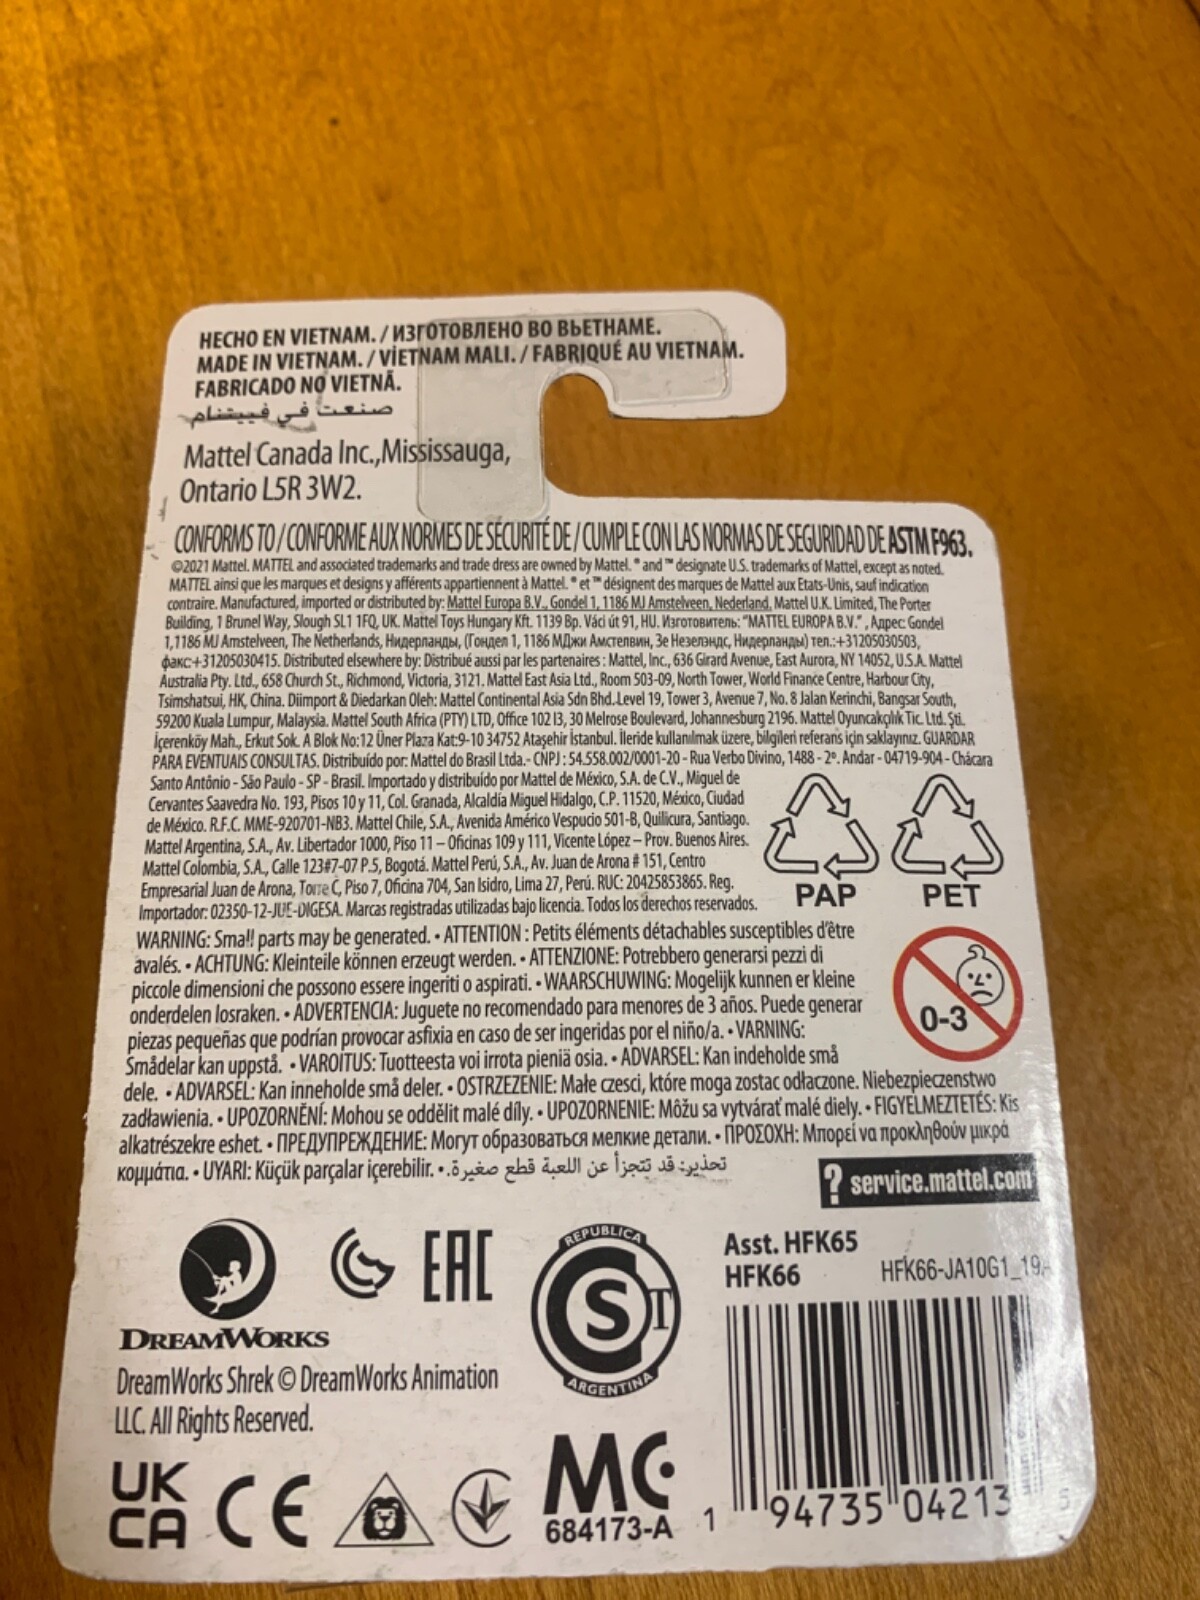 HECHO EN VIETNAM. / ИЗГОТОВЛЕНО ВО ВЬЕТНАМЕ.
MADE IN VIETNAM. / VİETNAM MALI. / FABRIQUÉ AU VIETNAM.
FABRICADO NO VIETNÃ.
صنعت في فييتنام
Mattel Canada Inc.,Mississauga,
Ontario L5R 3W2.
CONFORMS TO / CONFORME AUX NORMES DE SÉCURITÉ DE / CUMPLE CON LAS NORMAS DE SEGURIDAD DE ASTM F963.
©2021 Mattel. MATTEL and associated trademarks and trade dress are owned by Mattel. ® and ™ designate U.S. trademarks of Mattel, except as noted.
MATTEL ainsi que les marques et designs y afférents appartiennent à Mattel. ® et ™ désignent des marques de Mattel aux Etats-Unis, sauf indication
contraire. Manufactured, imported or distributed by: Mattel Europa B.V., Gondel 1, 1186 MJ Amstelveen, Nederland. Mattel U.K. Limited, The Porter
Building, 1 Brunel Way, Slough SL1 1FQ, UK. Mattel Toys Hungary Kft. 1139 Bp. Váci út 91, HU. Изготовитель: "MATTEL EUROPA B.V." , Адрес: Gondel
1,1186 MJ Amstelveen, The Netherlands, Нидерланды, (Гондел 1, 1186 МДжи Амстелвин, Зе Незелэндс, Нидерланды) тел.:+31205030503,
факс:+31205030415. Distributed elsewhere by: Distribué aussi par les partenaires : Mattel, Inc., 636 Girard Avenue, East Aurora, NY 14052, U.S.A. Mattel
Australia Pty. Ltd., 658 Church St., Richmond, Victoria, 3121. Mattel East Asia Ltd., Room 503-09, North Tower, World Finance Centre, Harbour City,
Tsimshatsui, HK, China. Diimport & Diedarkan Oleh: Mattel Continental Asia Sdn Bhd.Level 19, Tower 3, Avenue 7, No. 8 Jalan Kerinchi, Bangsar South,
59200 Kuala Lumpur, Malaysia. Mattel South Africa (PTY) LTD, Office 102 I3, 30 Melrose Boulevard, Johannesburg 2196. Mattel Oyuncakçılık Tic. Ltd. Şti.
İçerenköy Mah., Erkut Sok. A Blok No:12 Üner Plaza Kat:9-10 34752 Ataşehir İstanbul. İleride kullanılmak üzere, bilgileri referans için saklayınız. GUARDAR
PARA EVENTUAIS CONSULTAS. Distribuído por: Mattel do Brasil Ltda.- CNPJ : 54.558.002/0001-20 - Rua Verbo Divino, 1488 - 2º. Andar - 04719-904 - Chácara
Santo Antônio - São Paulo - SP - Brasil. Importado y distribuido por Mattel de México, S.A. de C.V., Miguel de
Cervantes Saavedra No. 193, Pisos 10 y 11, Col. Granada, Alcaldía Miguel Hidalgo, C.P. 11520, México, Ciudad
de México. R.F.C. MME-920701-NB3. Mattel Chile, S.A., Avenida Américo Vespucio 501-B, Quilicura, Santiago.
Mattel Argentina, S.A., Av. Libertador 1000, Piso 11 – Oficinas 109 y 111, Vicente López – Prov. Buenos Aires.
Mattel Colombia, S.A., Calle 123#7-07 P.5, Bogotá. Mattel Perú, S.A., Av. Juan de Arona # 151, Centro
Empresarial Juan de Arona, Torre C, Piso 7, Oficina 704, San Isidro, Lima 27, Perú. RUC: 20425853865. Reg.
Importador: 02350-12-JUE-DIGESA. Marcas registradas utilizadas bajo licencia. Todos los derechos reservados.
PAP PET
WARNING: Small parts may be generated. • ATTENTION : Petits éléments détachables susceptibles d'être
avalés. • ACHTUNG: Kleinteile können erzeugt werden. • ATTENZIONE: Potrebbero generarsi pezzi di
piccole dimensioni che possono essere ingeriti o aspirati. • WAARSCHUWING: Mogelijk kunnen er kleine
onderdelen losraken. • ADVERTENCIA: Juguete no recomendado para menores de 3 años. Puede generar
piezas pequeñas que podrían provocar asfixia en caso de ser ingeridas por el niño/a. • VARNING:
Smådelar kan uppstå. • VAROITUS: Tuotteesta voi irrota pieniä osia. • ADVARSEL: Kan indeholde små
dele. • ADVARSEL: Kan inneholde små deler. • OSTRZEZENIE: Małe czesci, które moga zostac odłaczone. Niebezpieczenstwo
zadławienia. • UPOZORNĚNÍ: Mohou se oddělit malé díly. • UPOZORNENIE: Môžu sa vytvárať malé diely. • FIGYELMEZTETÉS: Kis
alkatrészekre eshet. • ПРЕДУПРЕЖДЕНИЕ: Могут образоваться мелкие детали. • ΠΡΟΣΟΧΗ: Μπορεί να προκληθούν μικρά
κομμάτια. • UYARI: Küçük parçalar içerebilir. • تحذير: قد تتجزأ عن اللعبة قطع صغيرة.
0-3
? service.mattel.com
DREAMWORKS
DreamWorks Shrek © DreamWorks Animation
LLC. All Rights Reserved.
EAC
REPUBLICA
S T
ARGENTINA
Asst. HFK65
HFK66 HFK66-JA10G1_19A
UK
CA
CE
MC
684173-A
1 94735 04213 5